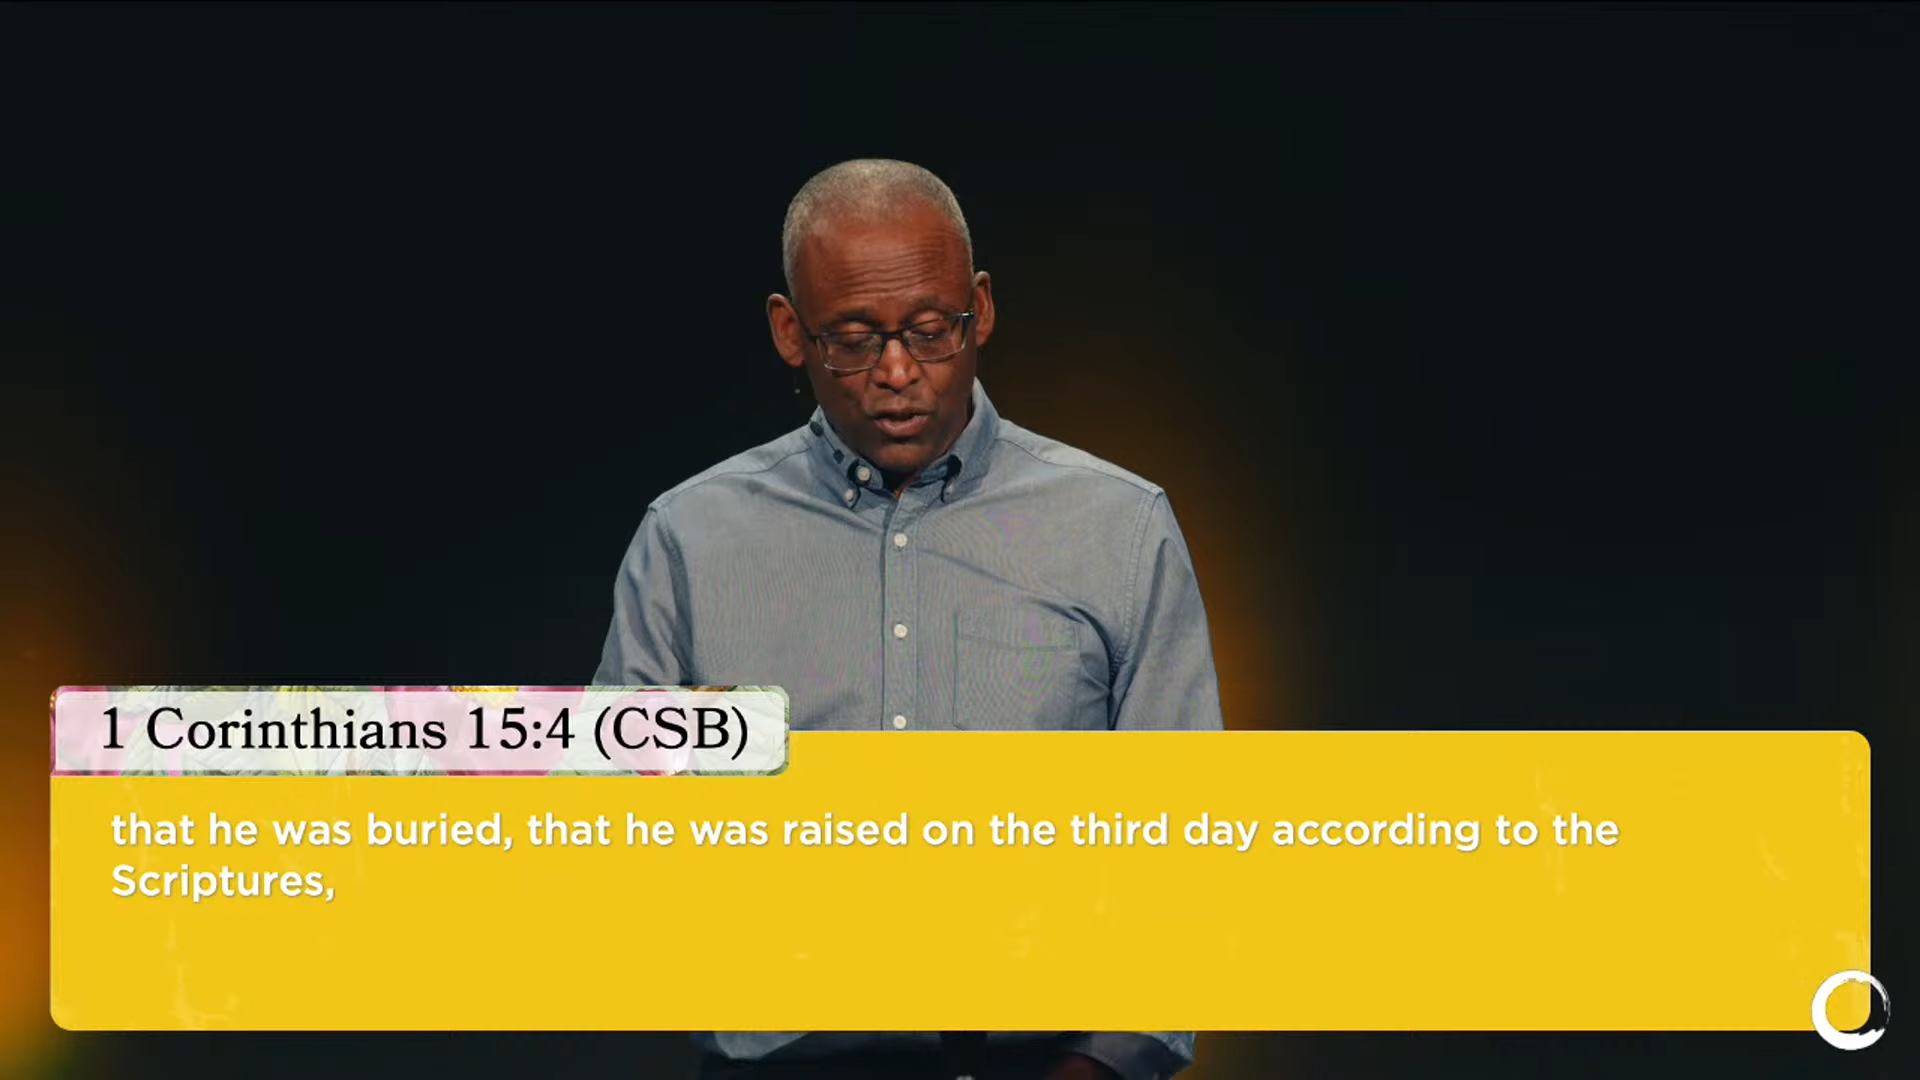 1 Corinthians 15:4 (CSB)
that he was buried, that he was raised on the third day according to the
Scriptures,